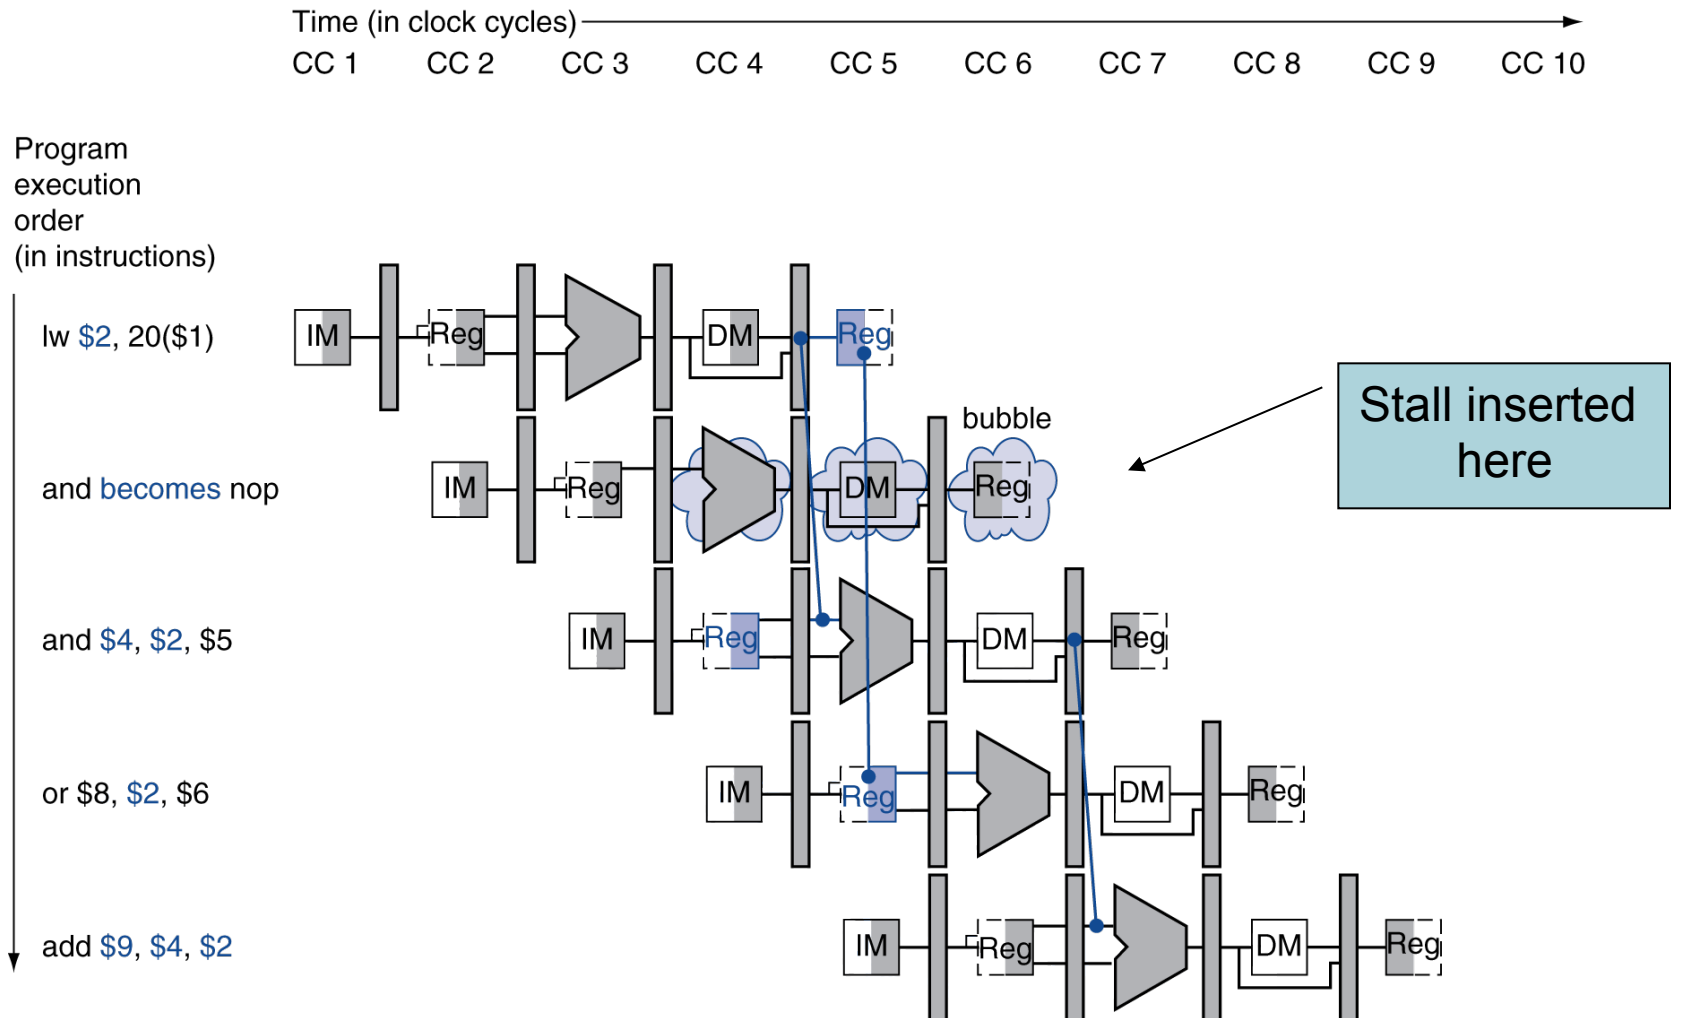 Time (in clock cycles)
CC 1 CC 2 CC 3 CC 4 CC 5 CC 6 CC 7 CC 8 CC 9 CC 10
Program
execution
order
(in instructions)
lw $2, 20($1)
IM Reg DM Reg
Stall inserted
here
bubble
and becomes nop
IM Reg DM Reg
and $4, $2, $5
IM Reg DM Reg
or $8, $2, $6
IM Reg DM Reg
add $9, $4, $2
IM Reg DM Reg